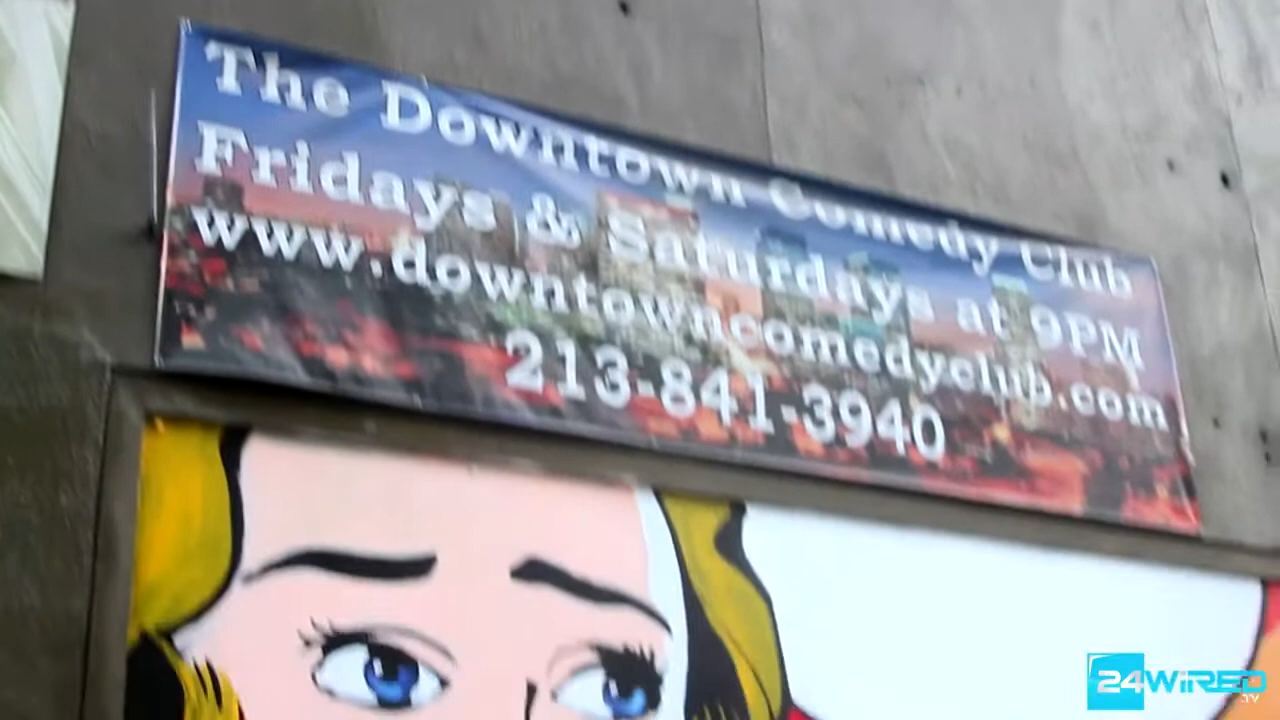 The Downtown Comedy Club
Fridays & Saturdays at 9PM
www.downtowncomedyclub.com
213-841-3940
24WiRED
.TV